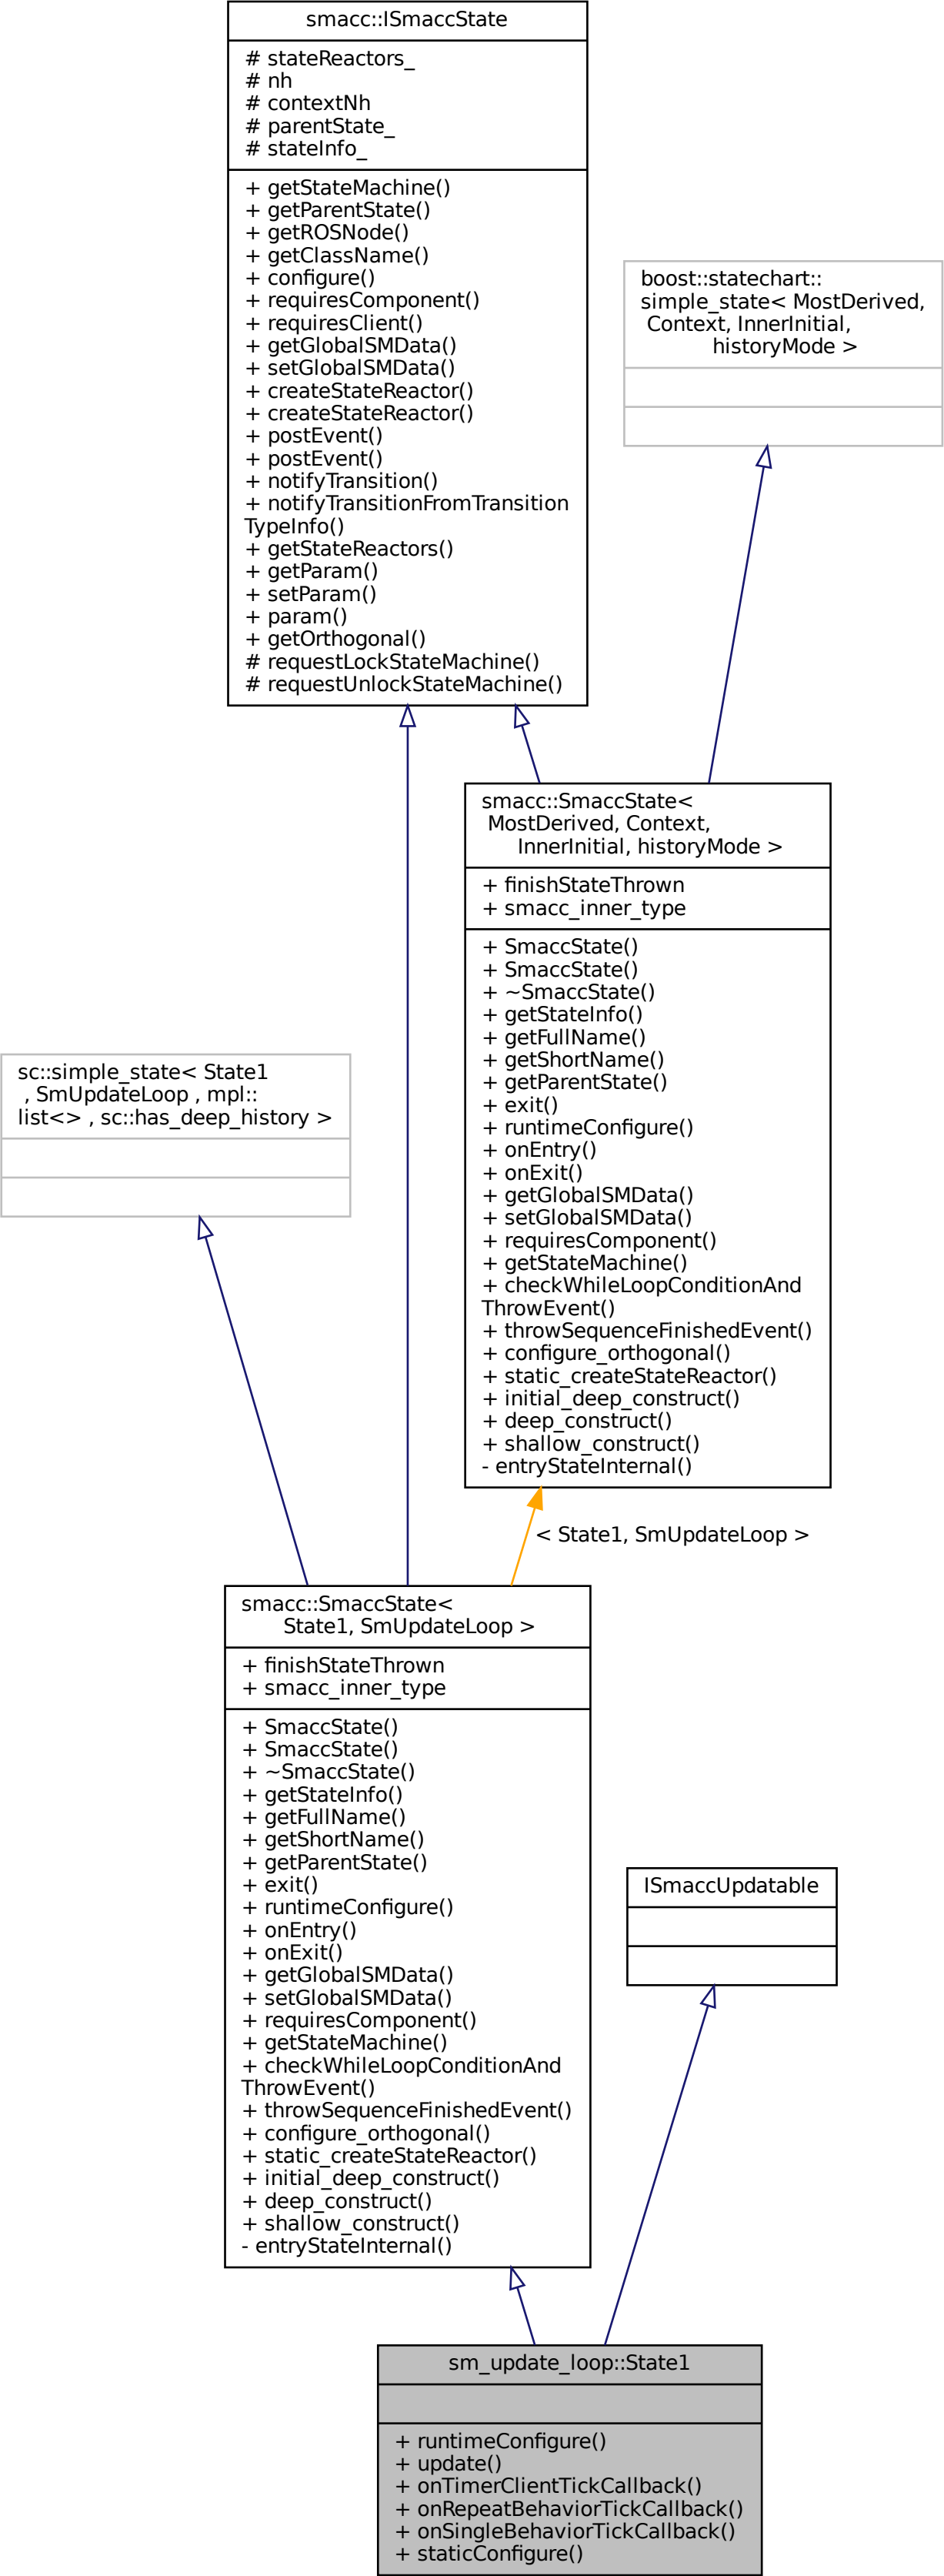 smacc::ISmaccState
# stateReactors_
# nh
# contextNh
# parentState_
# stateInfo_
+ getStateMachine()
+ getParentState()
+ getROSNode()
+ getClassName()
+ configure()
+ requiresComponent()
+ requiresClient()
+ getGlobalSMData()
+ setGlobalSMData()
+ createStateReactor()
+ createStateReactor()
+ postEvent()
+ postEvent()
+ notifyTransition()
+ notifyTransitionFromTransition
TypeInfo()
+ getStateReactors()
+ getParam()
+ setParam()
+ param()
+ getOrthogonal()
# requestLockStateMachine()
# requestUnlockStateMachine()
boost::statechart::
simple_state< MostDerived,
Context, InnerInitial,
historyMode >
smacc::SmaccState<
MostDerived, Context,
InnerInitial, historyMode >
+ finishStateThrown
+ smacc_inner_type
+ SmaccState()
+ SmaccState()
+ ~SmaccState()
+ getStateInfo()
+ getFullName()
+ getShortName()
+ getParentState()
+ exit()
+ runtimeConfigure()
+ onEntry()
+ onExit()
+ getGlobalSMData()
+ setGlobalSMData()
+ requiresComponent()
+ getStateMachine()
+ checkWhileLoopConditionAnd
ThrowEvent()
+ throwSequenceFinishedEvent()
+ configure_orthogonal()
+ static_createStateReactor()
+ initial_deep_construct()
+ deep_construct()
+ shallow_construct()
- entryStateInternal()
sc::simple_state< State1
, SmUpdateLoop , mpl::
list<> , sc::has_deep_history >
< State1, SmUpdateLoop >
smacc::SmaccState<
State1, SmUpdateLoop >
+ finishStateThrown
+ smacc_inner_type
+ SmaccState()
+ SmaccState()
+ ~SmaccState()
+ getStateInfo()
+ getFullName()
+ getShortName()
+ getParentState()
+ exit()
+ runtimeConfigure()
+ onEntry()
+ onExit()
+ getGlobalSMData()
+ setGlobalSMData()
+ requiresComponent()
+ getStateMachine()
+ checkWhileLoopConditionAnd
ThrowEvent()
+ throwSequenceFinishedEvent()
+ configure_orthogonal()
+ static_createStateReactor()
+ initial_deep_construct()
+ deep_construct()
+ shallow_construct()
- entryStateInternal()
ISmaccUpdatable
sm_update_loop::State1
+ runtimeConfigure()
+ update()
+ onTimerClientTickCallback()
+ onRepeatBehaviorTickCallback()
+ onSingleBehaviorTickCallback()
+ staticConfigure()